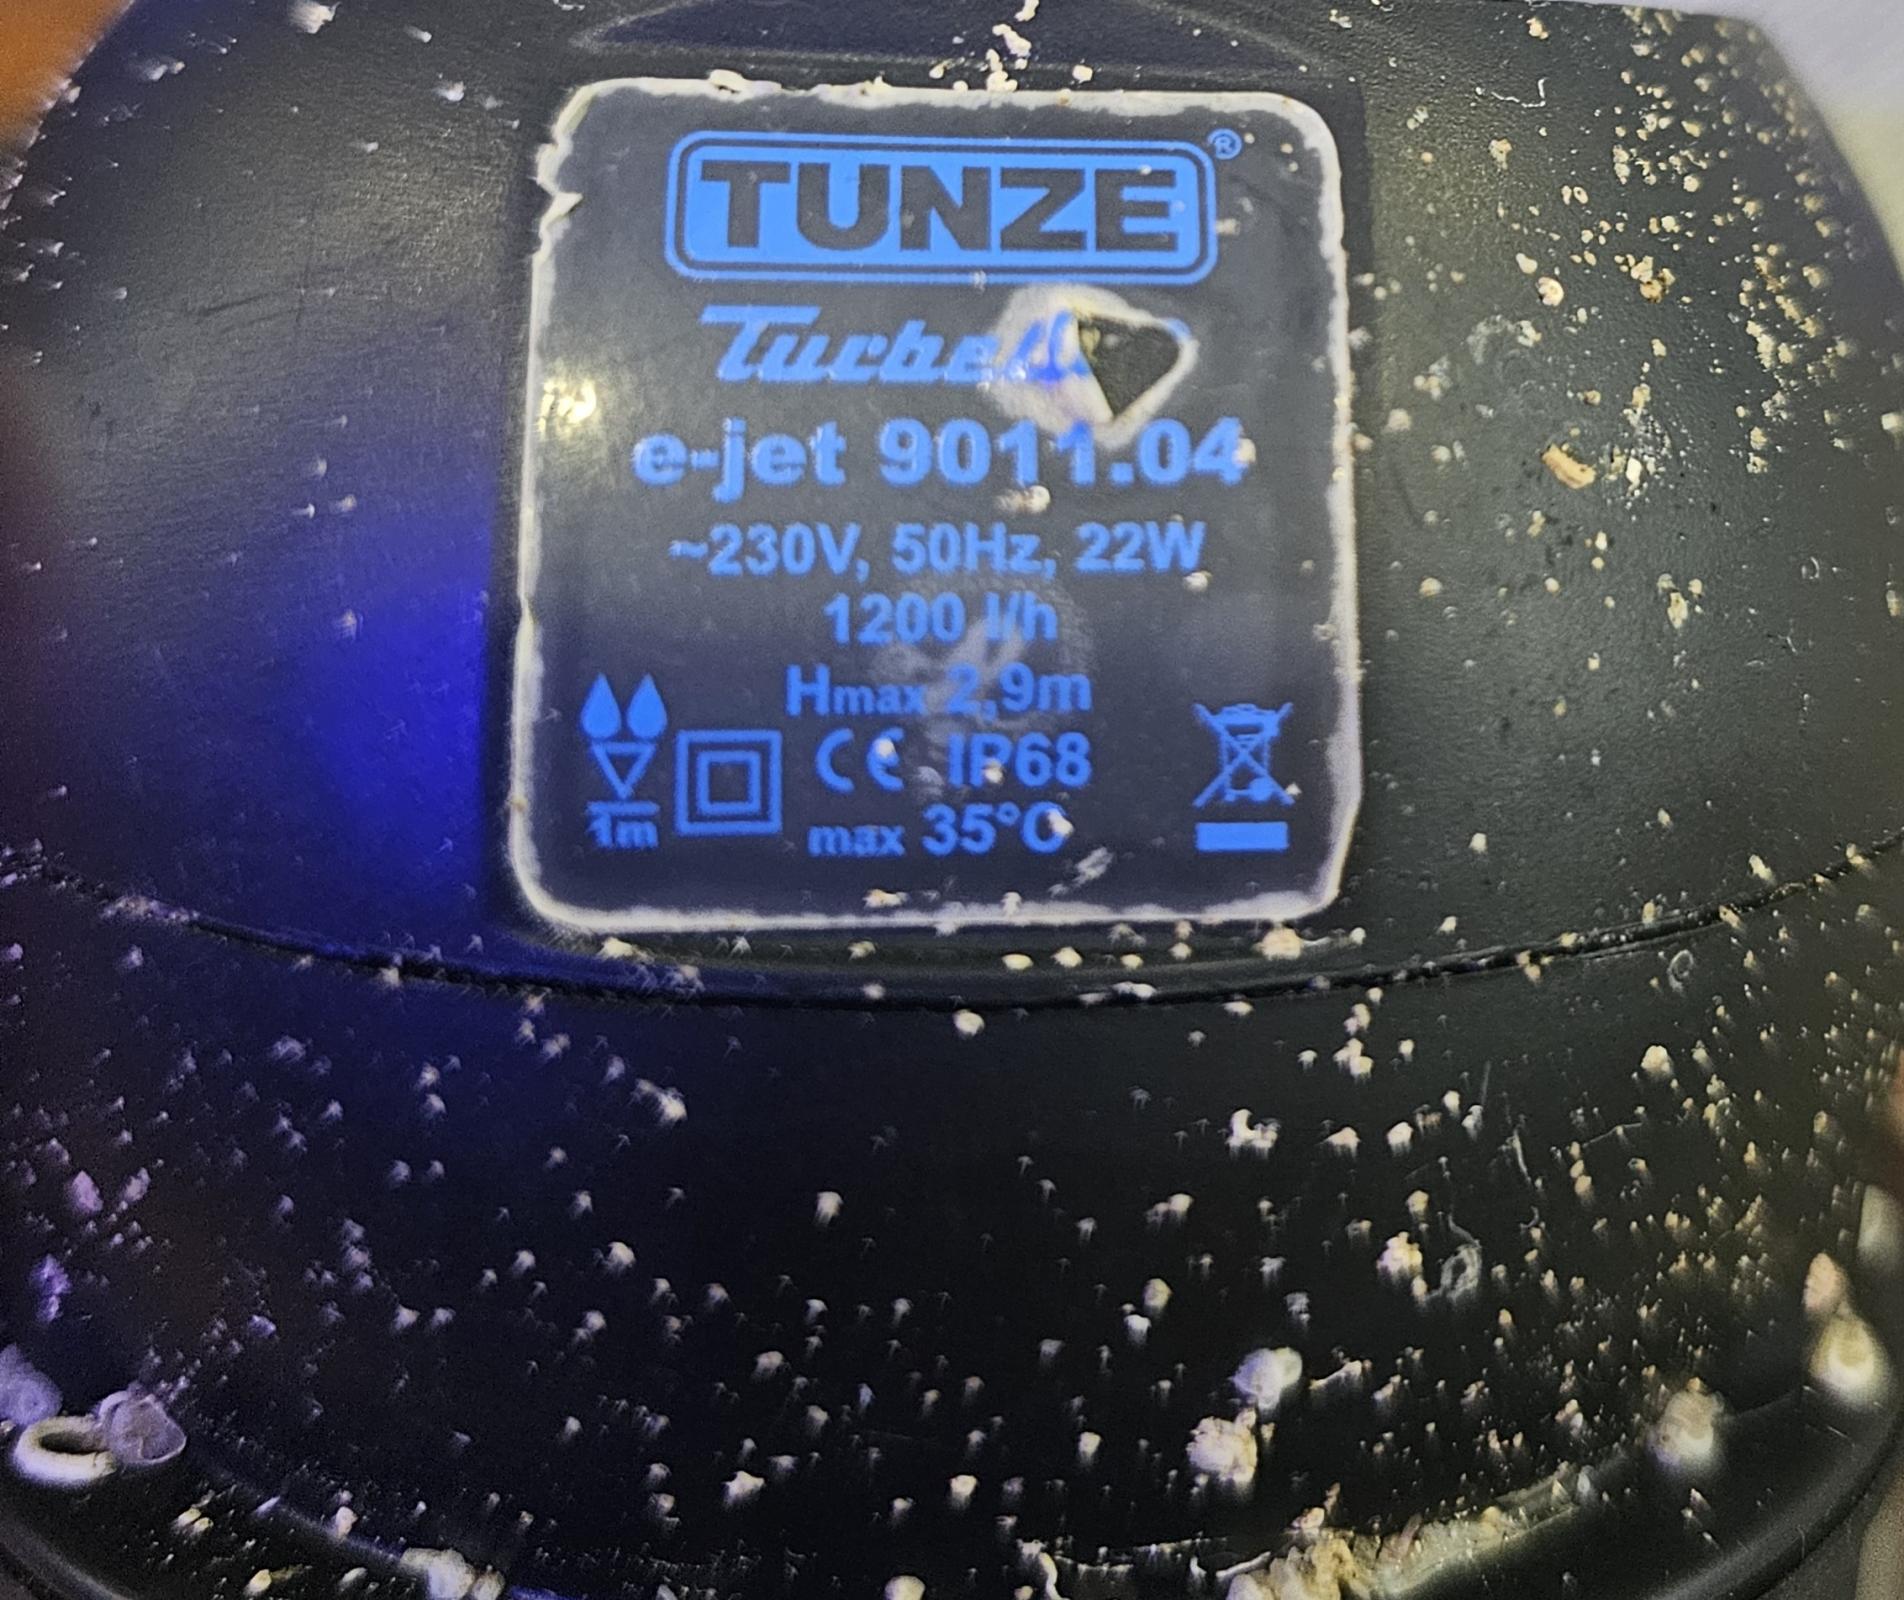 TUNZE®
e-jet 9011.04
~230V, 50Hz, 22W
1200 l/h
Hmax 2,9m
CE IP68
1m
max 35°C